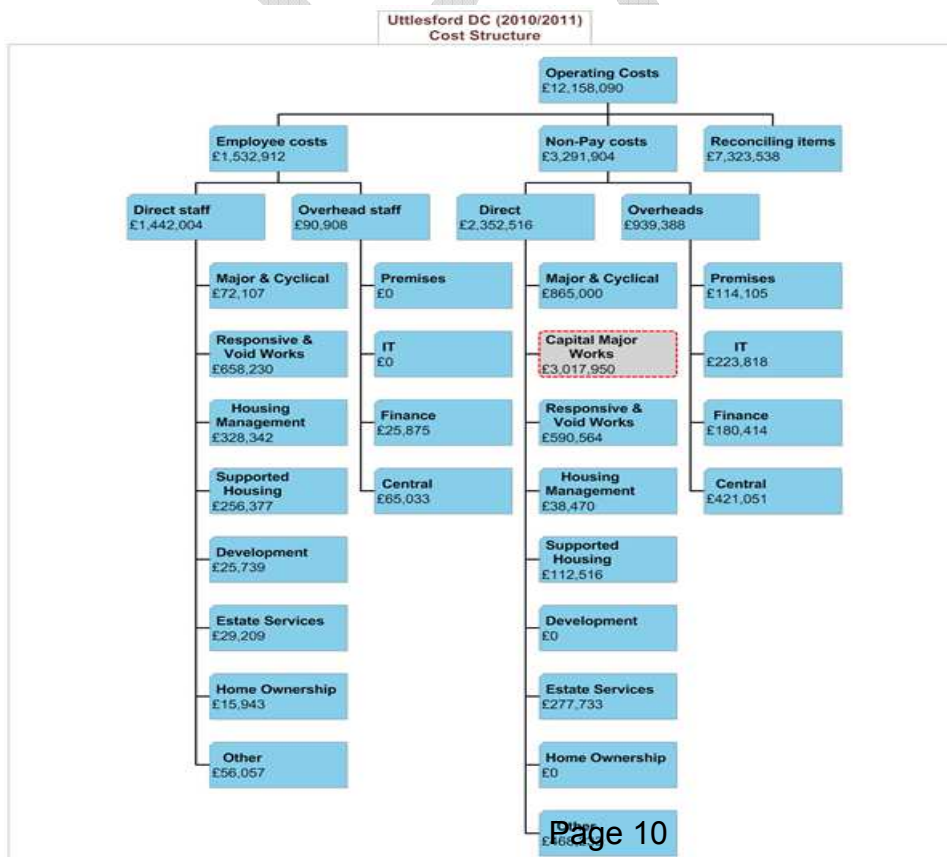 Uttlesford DC (2010/2011)
Cost Structure
Operating Costs
£12,158,090
Employee costs
£1,532,912
Non-Pay costs
£3,291,904
Reconciling items
£7,323,538
Direct staff
£1,442,004
Overhead staff
£90,908
Direct
£2,352,516
Overheads
£939,388
Major & Cyclical
£72,107
Responsive &
Void Works
£658,230
Housing
Management
£328,342
Supported
Housing
£256,377
Development
£25,739
Estate Services
£29,209
Home Ownership
£15,943
Other
£56,057
Premises
£0
IT
£0
Finance
£25,875
Central
£65,033
Major & Cyclical
£865,000
Capital Major
Works
£3,017,950
Responsive &
Void Works
£590,564
Housing
Management
£38,470
Supported
Housing
£112,516
Development
£0
Estate Services
£277,733
Home Ownership
£0
Premises
£114,105
IT
£223,818
Finance
£180,414
Central
£421,051
Page 10